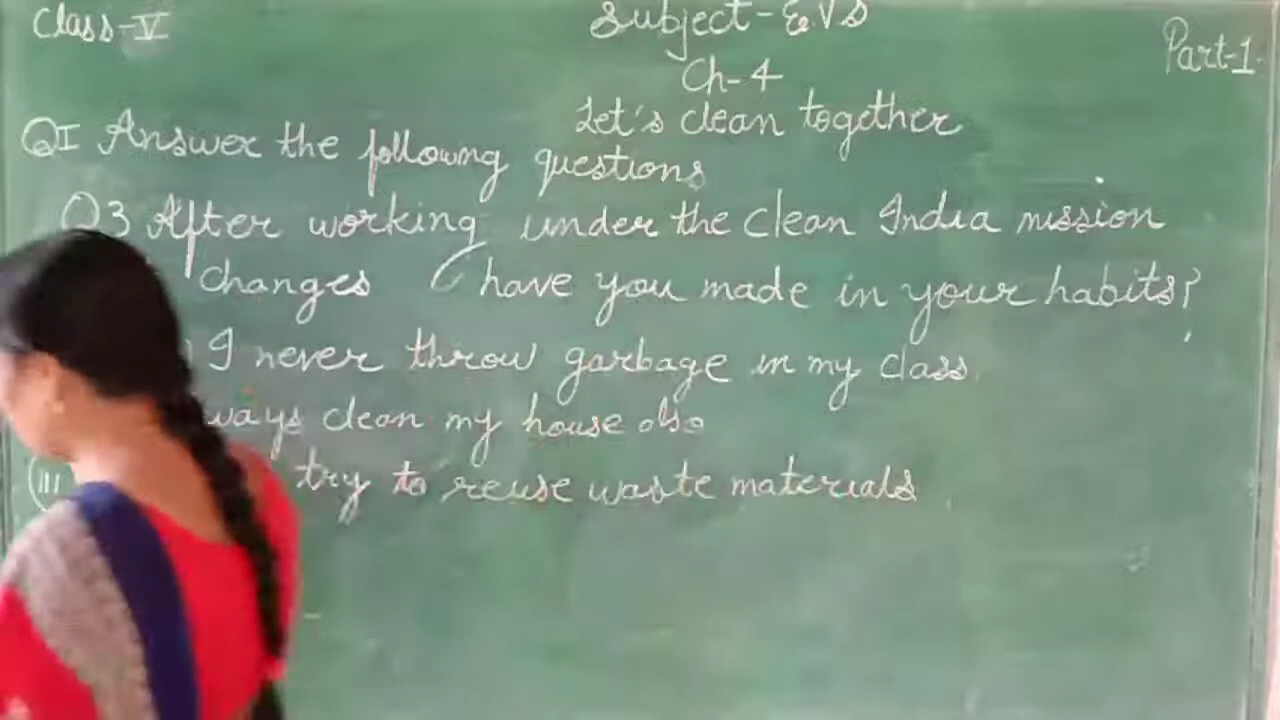 Class-V
Subject-E.V.S
Part-1.
Ch-4
Let's clean together
QI Answer the following questions
Q3 After working under the clean India mission
changes have you made in your habits?
I never throw garbage in my class.
ways clean my house also
(III try to reuse waste materials.